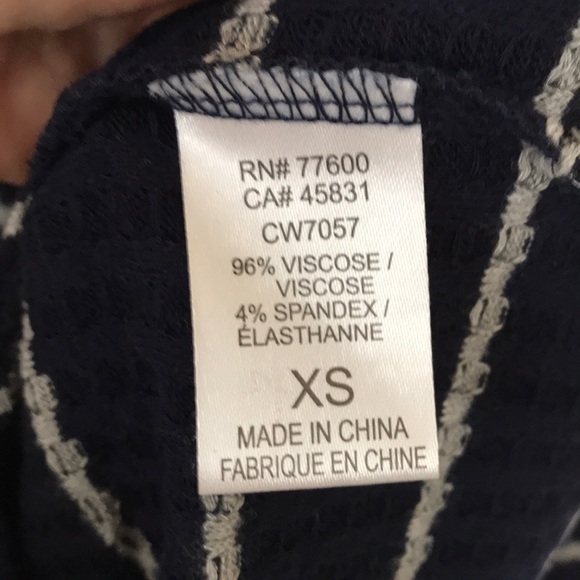 RN# 77600
CA# 45831
CW7057
96% VISCOSE /
VISCOSE
4% SPANDEX /
ÉLASTHANNE
XS
MADE IN CHINA
FABRIQUE EN CHINE